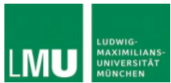 LMU
LUDWIG-
MAXIMILIANS-
UNIVERSITÄT
MÜNCHEN